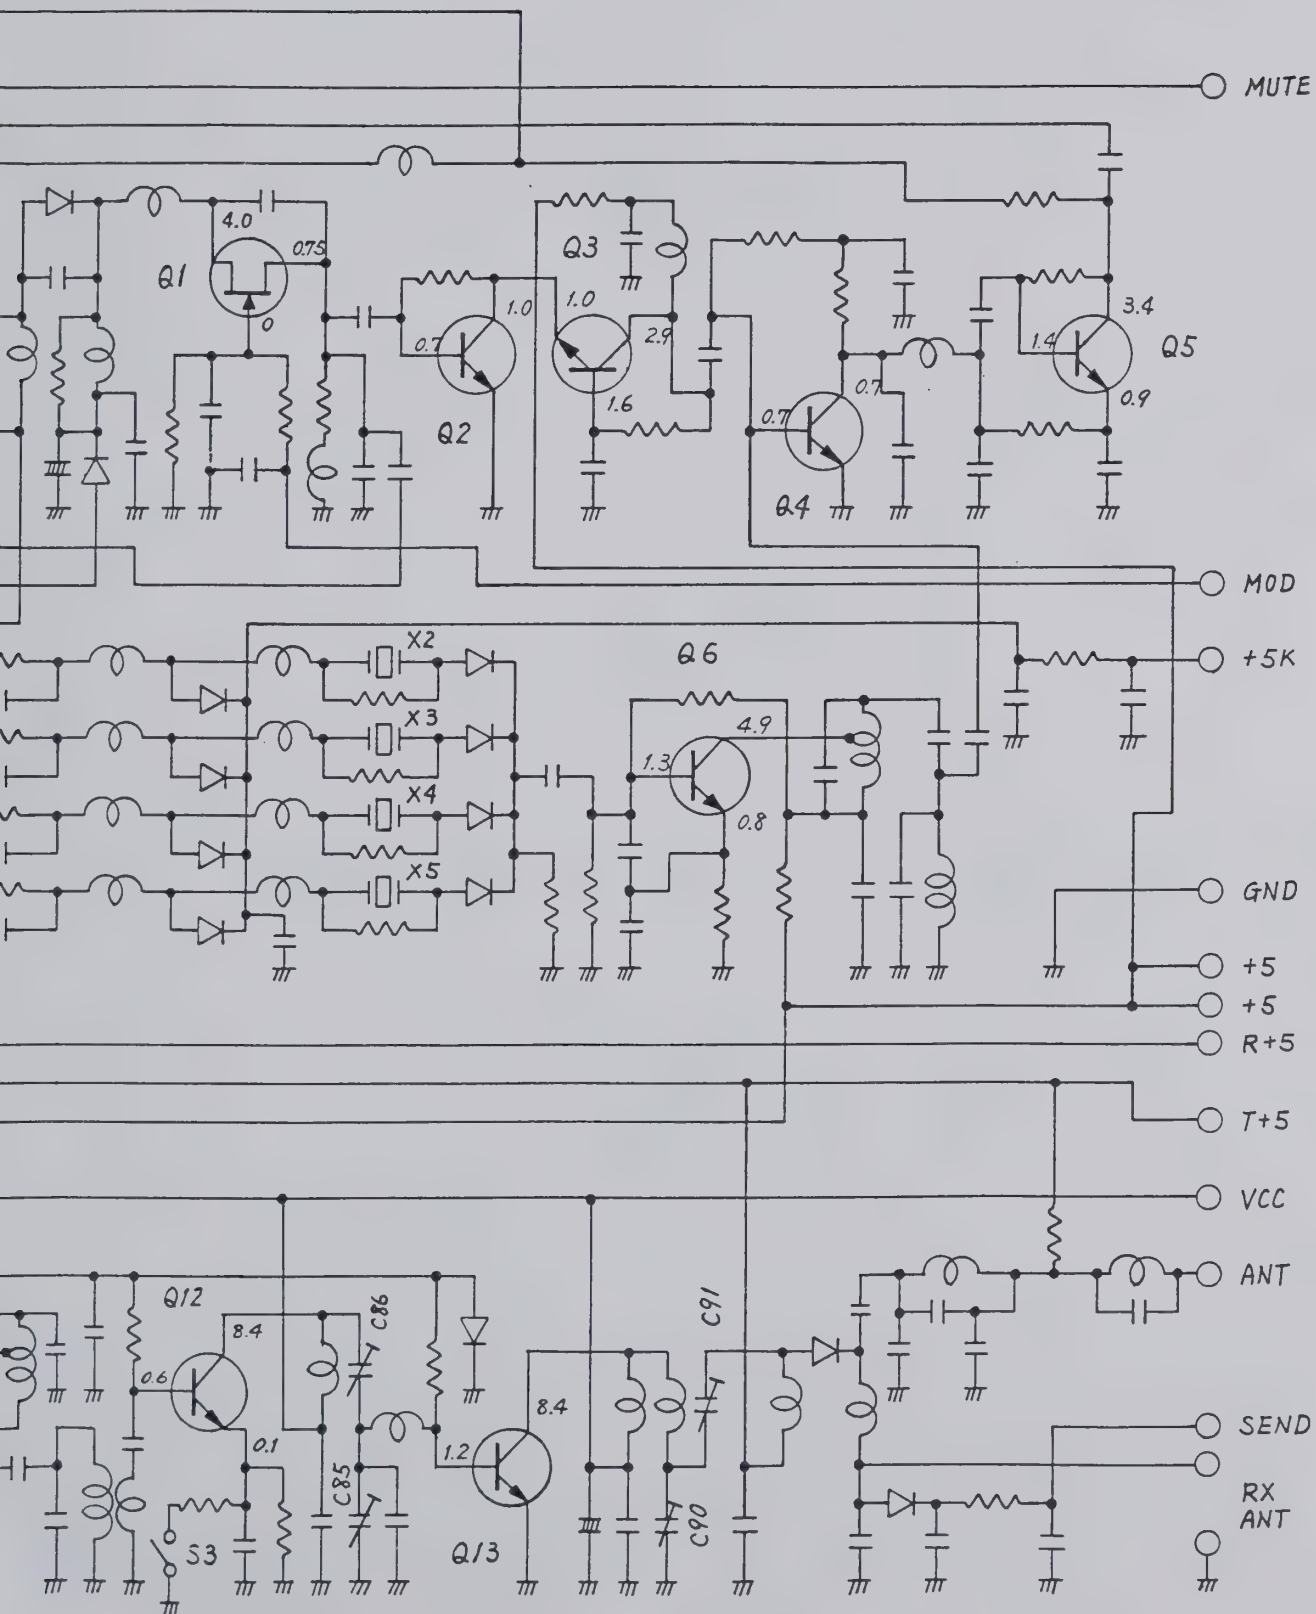 MUTE
4.0
Q1
0.75
0
Q3
1.0
1.0
2.9
0.7
Q2
1.6
3.4
1.4
Q5
0.9
0.7
0.7
Q4
MOD
X2
Q6
+5K
X3
4.9
1.3
X4
0.8
X5
GND
+5
+5
R+5
T+5
VCC
ANT
Q12
C86
C91
8.4
0.6
8.4
SEND
0.1
1.2
C85
RX
ANT
C90
S3
Q13